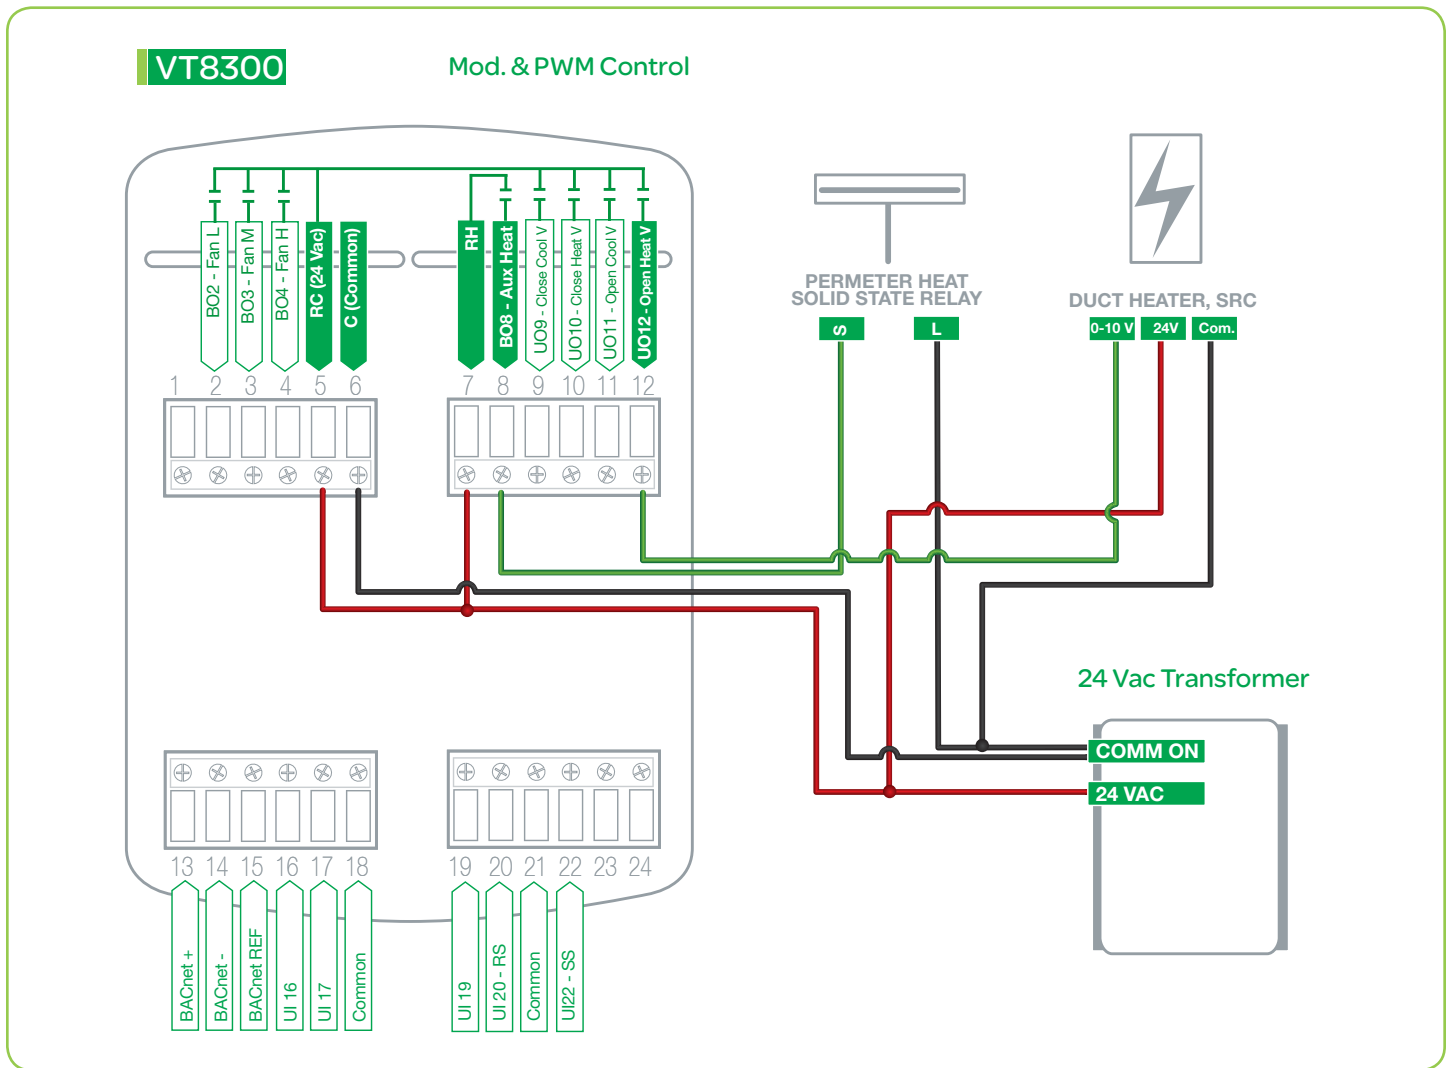 VT8300
Mod. & PWM Control
BO2 - Fan L
BO3 - Fan M
BO4 - Fan H
RC (24 Vac)
C (Common)
RH
BO8 - Aux Heat
UO9 - Close Cool V
UO10 - Close Heat V
UO11 - Open Cool V
UO12 - Open Heat V
1 2 3 4 5 6
7 8 9 10 11 12
PERMETER HEAT
SOLID STATE RELAY
S
L
DUCT HEATER, SRC
0-10 V
24V
Com.
24 Vac Transformer
COMM ON
24 VAC
13 14 15 16 17 18
19 20 21 22 23 24
BACnet +
BACnet -
BACnet REF
UI 16
UI 17
Common
UI 19
UI 20 - RS
Common
UI22 - SS